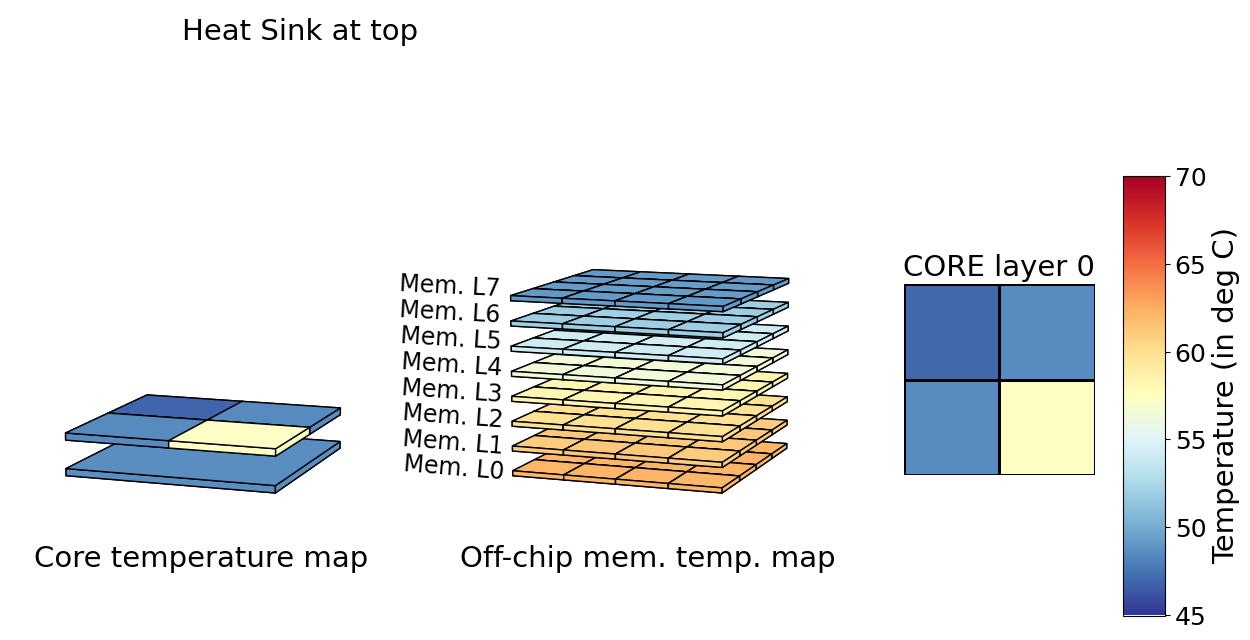 Heat Sink at top
Mem. L7
Mem. L6
Mem. L5
Mem. L4
Mem. L3
Mem. L2
Mem. L1
Mem. L0
Core temperature map
Off-chip mem. temp. map
CORE layer 0
70
65
60
55
50
45
Temperature (in deg C)